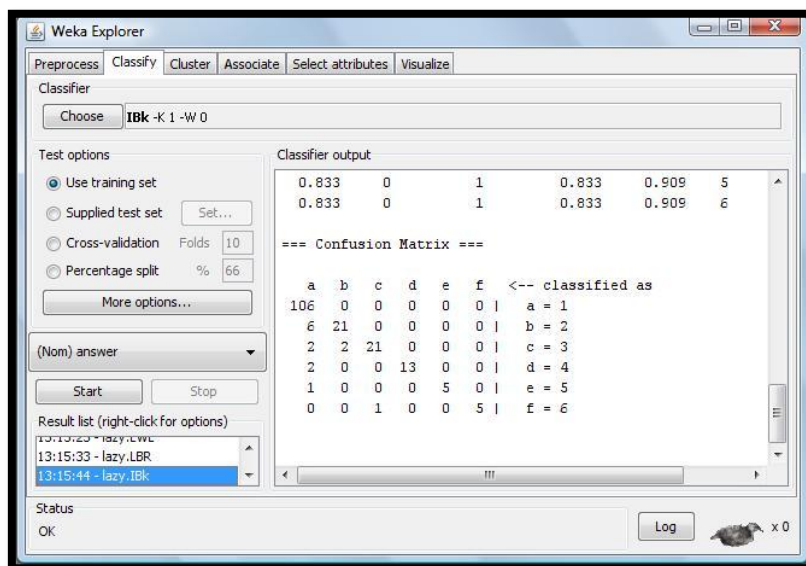 Weka Explorer
Preprocess Classify Cluster Associate Select attributes Visualize
Classifier
Choose IBk -K 1 -W 0
Test options
Use training set
Supplied test set Set...
Cross-validation Folds 10
Percentage split % 66
More options...
(Nom) answer
Start Stop
Result list (right-click for options)
13:15:25 - lazy.LWL
13:15:33 - lazy.LBR
13:15:44 - lazy.IBk
Classifier output
0.833 0 1 0.833 0.909 5
0.833 0 1 0.833 0.909 6
=== Confusion Matrix ===
a b c d e f <-- classified as
106 0 0 0 0 0 | a = 1
6 21 0 0 0 0 | b = 2
2 2 21 0 0 0 | c = 3
2 0 0 13 0 0 | d = 4
1 0 0 0 5 0 | e = 5
0 0 1 0 0 5 | f = 6
Status
OK
Log x 0